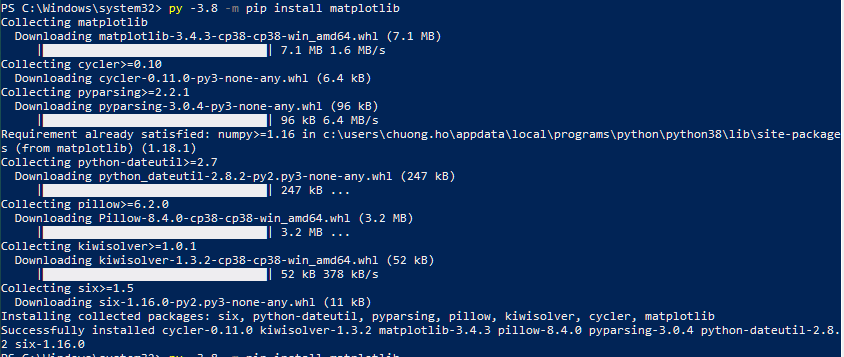 PS C:\Windows\system32> py -3.8 -m pip install matplotlib
Collecting matplotlib
  Downloading matplotlib-3.4.3-cp38-cp38-win_amd64.whl (7.1 MB)
     |████████████████████████████████| 7.1 MB 1.6 MB/s
Collecting cycler>=0.10
  Downloading cycler-0.11.0-py3-none-any.whl (6.4 kB)
Collecting pyparsing>=2.2.1
  Downloading pyparsing-3.0.4-py3-none-any.whl (96 kB)
     |████████████████████████████████| 96 kB 6.4 MB/s
Requirement already satisfied: numpy>=1.16 in c:\users\chuong.ho\appdata\local\programs\python\python38\lib\site-package
s (from matplotlib) (1.18.1)
Collecting python-dateutil>=2.7
  Downloading python_dateutil-2.8.2-py2.py3-none-any.whl (247 kB)
     |████████████████████████████████| 247 kB ...
Collecting pillow>=6.2.0
  Downloading Pillow-8.4.0-cp38-cp38-win_amd64.whl (3.2 MB)
     |████████████████████████████████| 3.2 MB ...
Collecting kiwisolver>=1.0.1
  Downloading kiwisolver-1.3.2-cp38-cp38-win_amd64.whl (52 kB)
     |████████████████████████████████| 52 kB 378 kB/s
Collecting six>=1.5
  Downloading six-1.16.0-py2.py3-none-any.whl (11 kB)
Installing collected packages: six, python-dateutil, pyparsing, pillow, kiwisolver, cycler, matplotlib
Successfully installed cycler-0.11.0 kiwisolver-1.3.2 matplotlib-3.4.3 pillow-8.4.0 pyparsing-3.0.4 python-dateutil-2.8.
2 six-1.16.0
PS C:\Windows\system32> py -3.8 -m pip install matplotlib